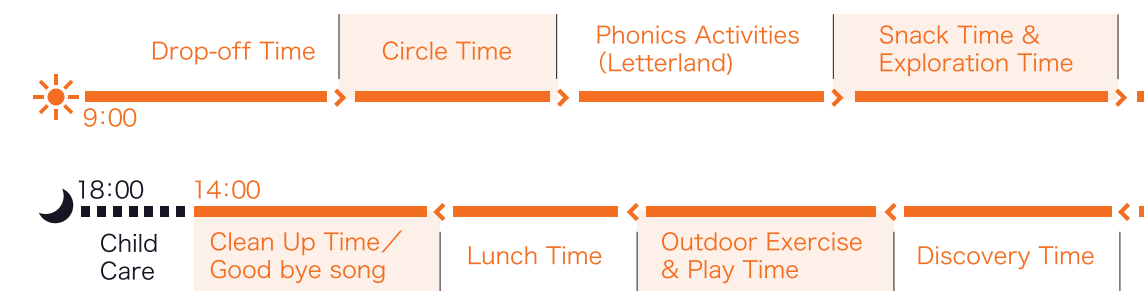 Drop-off Time
Circle Time
Phonics Activities
(Letterland)
Snack Time &
Exploration Time
9:00
18:00
14:00
Child
Care
Clean Up Time／
Good bye song
Lunch Time
Outdoor Exercise
& Play Time
Discovery Time